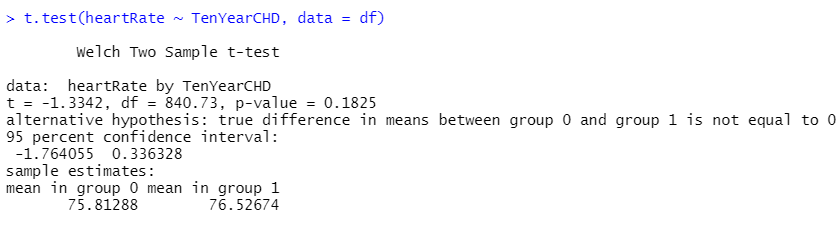 > t.test(heartRate ~ TenYearCHD, data = df)
Welch Two Sample t-test
data:  heartRate by TenYearCHD
t = -1.3342, df = 840.73, p-value = 0.1825
alternative hypothesis: true difference in means between group 0 and group 1 is not equal to 0
95 percent confidence interval:
 -1.764055  0.336328
sample estimates:
mean in group 0 mean in group 1
       75.81288        76.52674